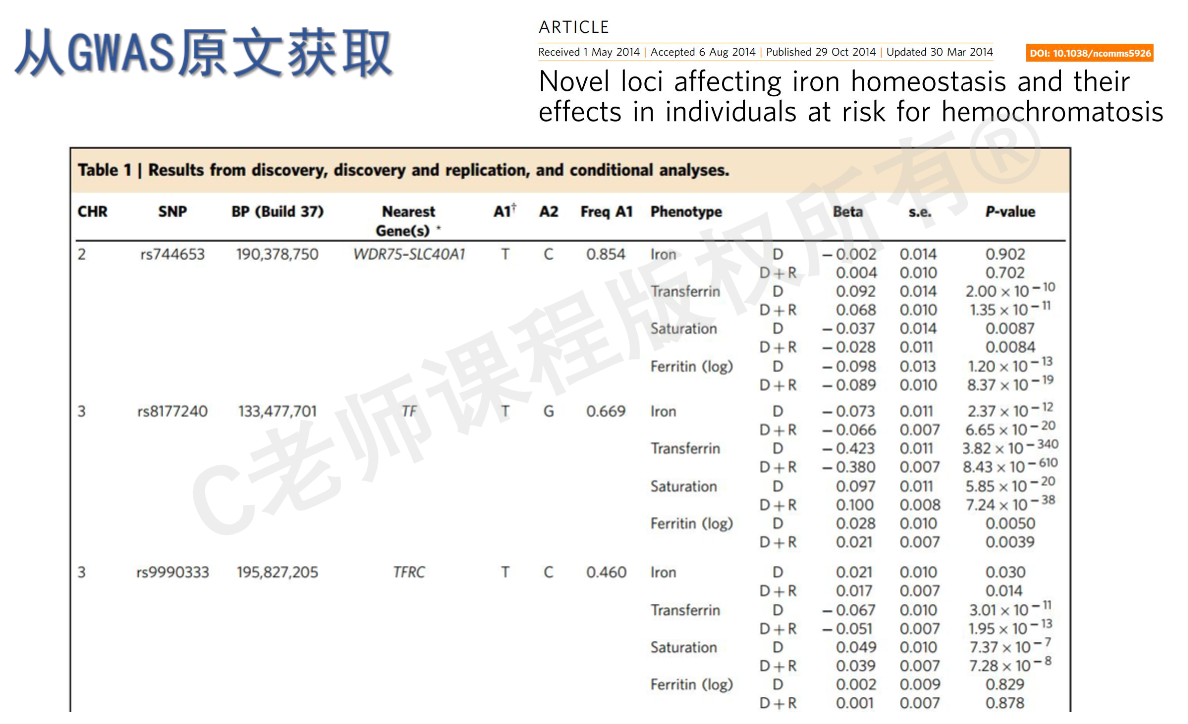 从GWAS原文获取
ARTICLE
Received 1 May 2014 | Accepted 6 Aug 2014 | Published 29 Oct 2014 | Updated 30 Mar 2014
DOI: 10.1038/ncomms5926
Novel loci affecting iron homeostasis and their
effects in individuals at risk for hemochromatosis
Table 1 | Results from discovery, discovery and replication, and conditional analyses.
CHR SNP BP (Build 37) Nearest A1† A2 Freq A1 Phenotype Beta s.e. P-value
Gene(s) *
2 rs744653 190,378,750 WDR75–SLC40A1 T C 0.854 Iron D − 0.002 0.014 0.902
D+R 0.004 0.010 0.702
Transferrin D 0.092 0.014 2.00 × 10⁻¹⁰
D+R 0.068 0.010 1.35 × 10⁻¹¹
Saturation D − 0.037 0.014 0.0087
D+R − 0.028 0.011 0.0084
Ferritin (log) D − 0.098 0.013 1.20 × 10⁻¹³
D+R − 0.089 0.010 8.37 × 10⁻¹⁹
3 rs8177240 133,477,701 TF T G 0.669 Iron D − 0.073 0.011 2.37 × 10⁻¹²
D+R − 0.066 0.007 6.65 × 10⁻²⁰
Transferrin D − 0.423 0.011 3.82 × 10⁻³⁴⁰
D+R − 0.380 0.007 8.43 × 10⁻⁶¹⁰
Saturation D 0.097 0.011 5.85 × 10⁻²⁰
D+R 0.100 0.008 7.24 × 10⁻³⁸
Ferritin (log) D 0.028 0.010 0.0050
D+R 0.021 0.007 0.0039
3 rs9990333 195,827,205 TFRC T C 0.460 Iron D 0.021 0.010 0.030
D+R 0.017 0.007 0.014
Transferrin D − 0.067 0.010 3.01 × 10⁻¹¹
D+R − 0.051 0.007 1.95 × 10⁻¹³
Saturation D 0.049 0.010 7.37 × 10⁻⁷
D+R 0.039 0.007 7.28 × 10⁻⁸
Ferritin (log) D 0.002 0.009 0.829
D+R 0.001 0.007 0.878
C老师课程版权所有®